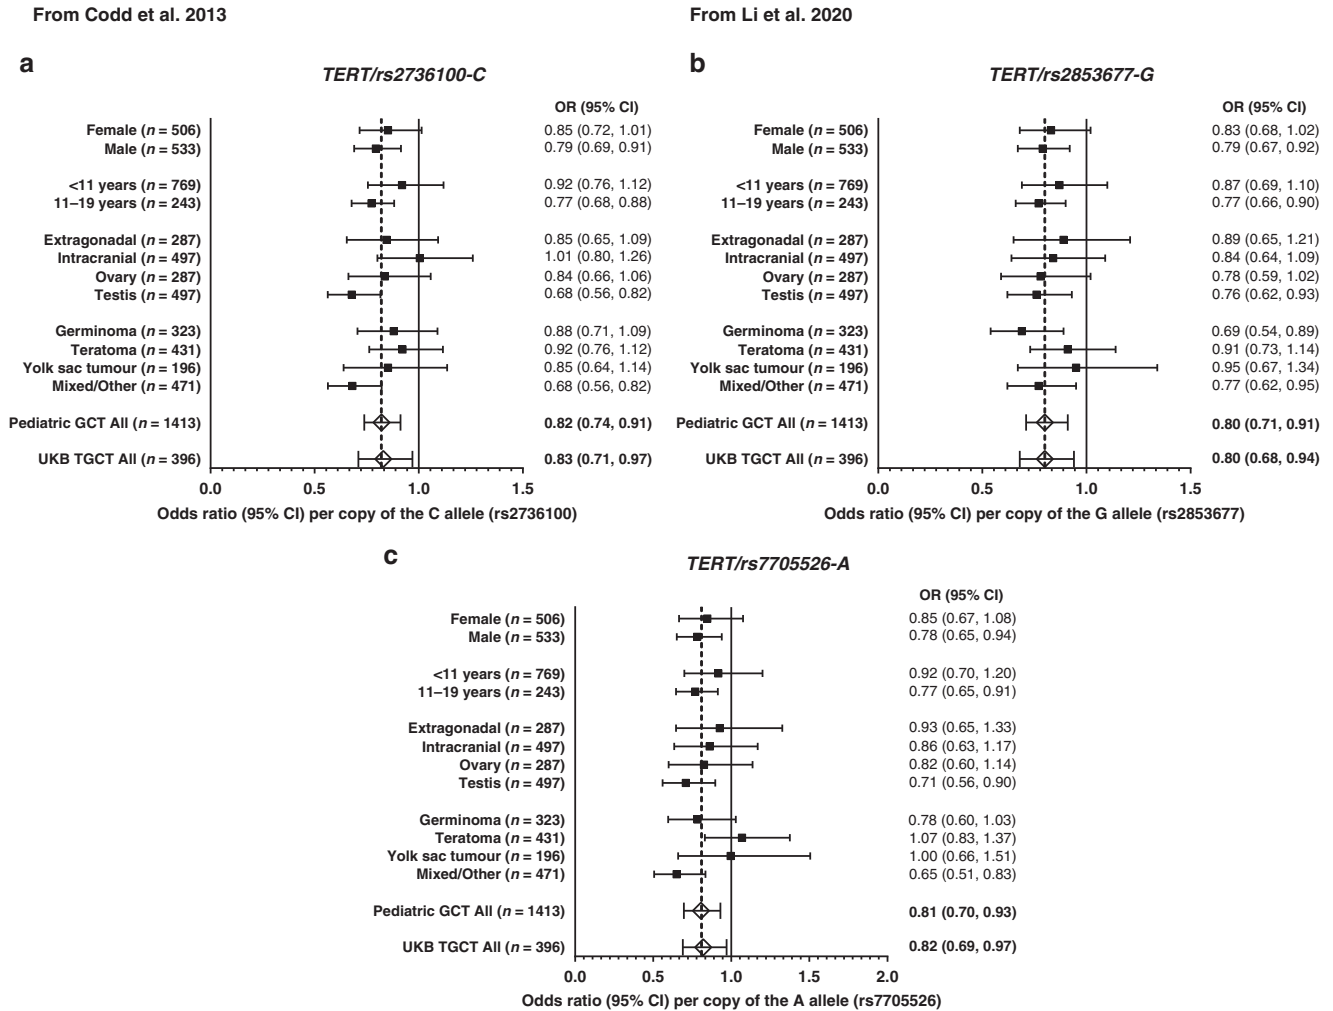 From Codd et al. 2013
From Li et al. 2020
a
TERT/rs2736100-C
OR (95% CI)
Female (n = 506) 0.85 (0.72, 1.01)
Male (n = 533) 0.79 (0.69, 0.91)
<11 years (n = 769) 0.92 (0.76, 1.12)
11–19 years (n = 243) 0.77 (0.68, 0.88)
Extragonadal (n = 287) 0.85 (0.65, 1.09)
Intracranial (n = 497) 1.01 (0.80, 1.26)
Ovary (n = 287) 0.84 (0.66, 1.06)
Testis (n = 497) 0.68 (0.56, 0.82)
Germinoma (n = 323) 0.88 (0.71, 1.09)
Teratoma (n = 431) 0.92 (0.76, 1.12)
Yolk sac tumour (n = 196) 0.85 (0.64, 1.14)
Mixed/Other (n = 471) 0.68 (0.56, 0.82)
Pediatric GCT All (n = 1413) 0.82 (0.74, 0.91)
UKB TGCT All (n = 396) 0.83 (0.71, 0.97)
0.0 0.5 1.0 1.5
Odds ratio (95% CI) per copy of the C allele (rs2736100)
b
TERT/rs2853677-G
OR (95% CI)
Female (n = 506) 0.83 (0.68, 1.02)
Male (n = 533) 0.79 (0.67, 0.92)
<11 years (n = 769) 0.87 (0.69, 1.10)
11–19 years (n = 243) 0.77 (0.66, 0.90)
Extragonadal (n = 287) 0.89 (0.65, 1.21)
Intracranial (n = 497) 0.84 (0.64, 1.09)
Ovary (n = 287) 0.78 (0.59, 1.02)
Testis (n = 497) 0.76 (0.62, 0.93)
Germinoma (n = 323) 0.69 (0.54, 0.89)
Teratoma (n = 431) 0.91 (0.73, 1.14)
Yolk sac tumour (n = 196) 0.95 (0.67, 1.34)
Mixed/Other (n = 471) 0.77 (0.62, 0.95)
Pediatric GCT All (n = 1413) 0.80 (0.71, 0.91)
UKB TGCT All (n = 396) 0.80 (0.68, 0.94)
0.0 0.5 1.0 1.5
Odds ratio (95% CI) per copy of the G allele (rs2853677)
c
TERT/rs7705526-A
OR (95% CI)
Female (n = 506) 0.85 (0.67, 1.08)
Male (n = 533) 0.78 (0.65, 0.94)
<11 years (n = 769) 0.92 (0.70, 1.20)
11–19 years (n = 243) 0.77 (0.65, 0.91)
Extragonadal (n = 287) 0.93 (0.65, 1.33)
Intracranial (n = 497) 0.86 (0.63, 1.17)
Ovary (n = 287) 0.82 (0.60, 1.14)
Testis (n = 497) 0.71 (0.56, 0.90)
Germinoma (n = 323) 0.78 (0.60, 1.03)
Teratoma (n = 431) 1.07 (0.83, 1.37)
Yolk sac tumour (n = 196) 1.00 (0.66, 1.51)
Mixed/Other (n = 471) 0.65 (0.51, 0.83)
Pediatric GCT All (n = 1413) 0.81 (0.70, 0.93)
UKB TGCT All (n = 396) 0.82 (0.69, 0.97)
0.0 0.5 1.0 1.5 2.0
Odds ratio (95% CI) per copy of the A allele (rs7705526)